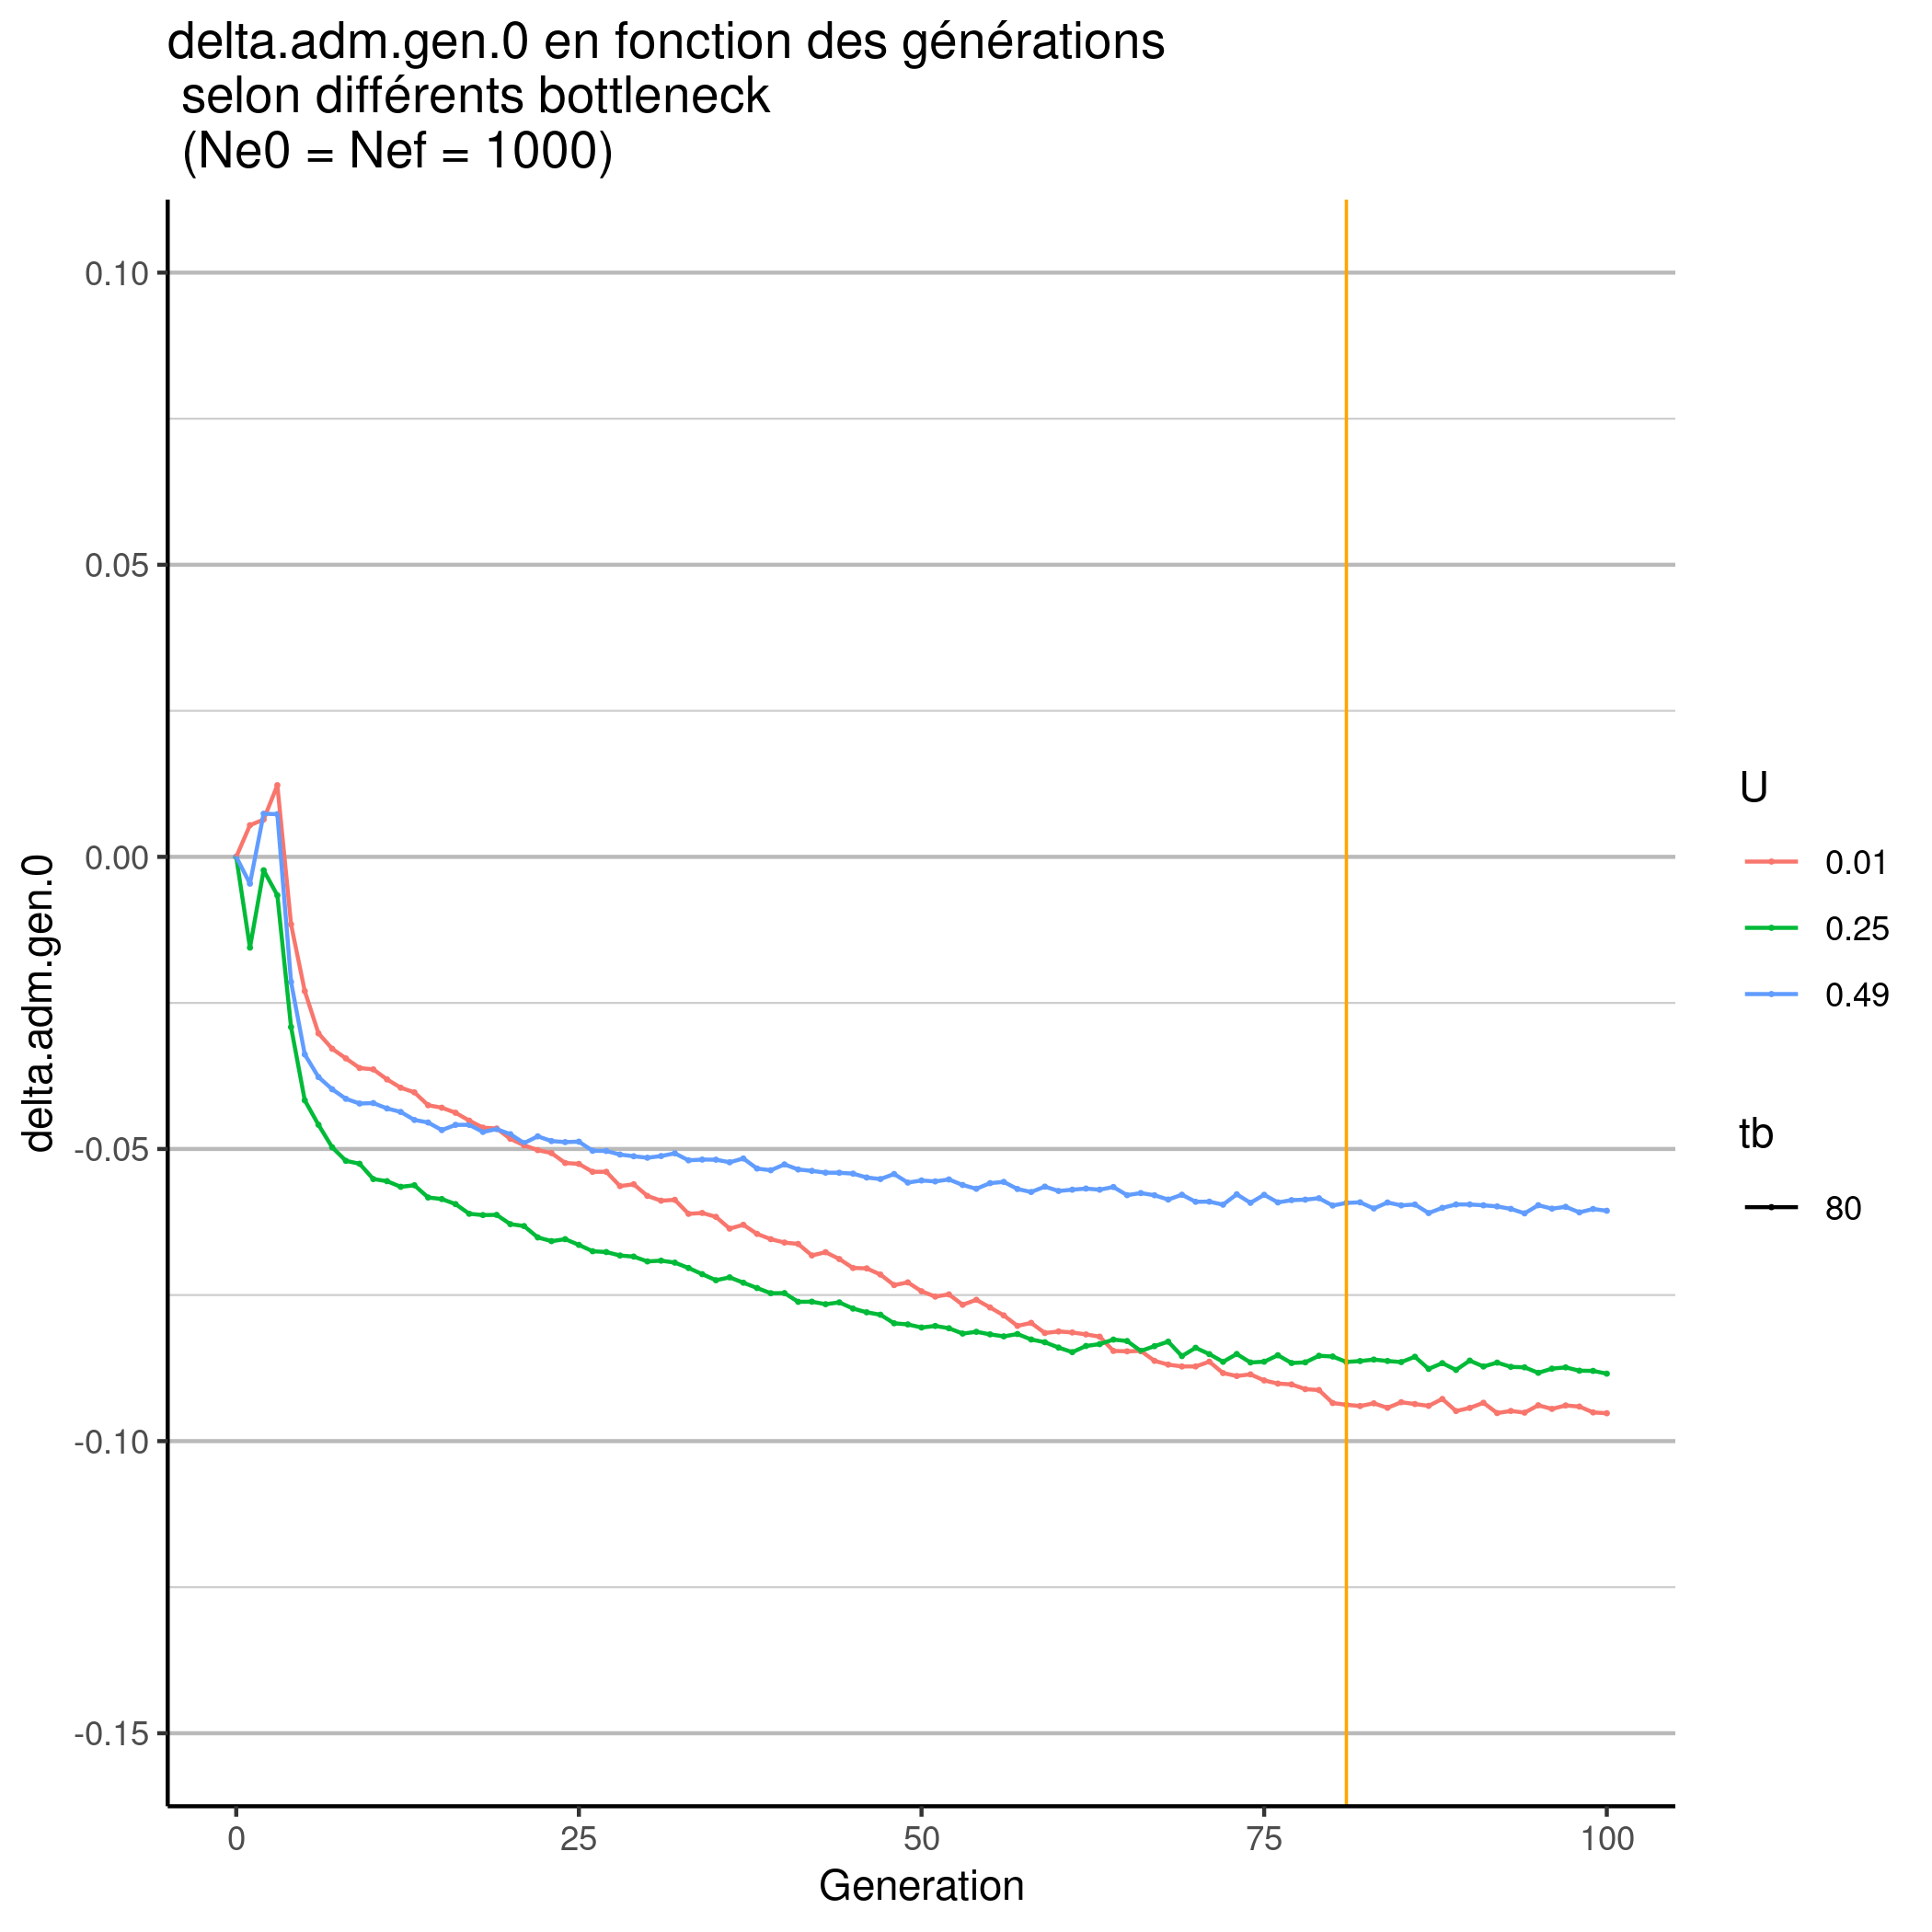 delta.adm.gen.0 en fonction des générations
selon différents bottleneck
(Ne0 = Nef = 1000)
0.10
0.05
0.00
-0.05
-0.10
-0.15
delta.adm.gen.0
0
25
50
75
100
Generation
U
0.01
0.25
0.49
tb
80